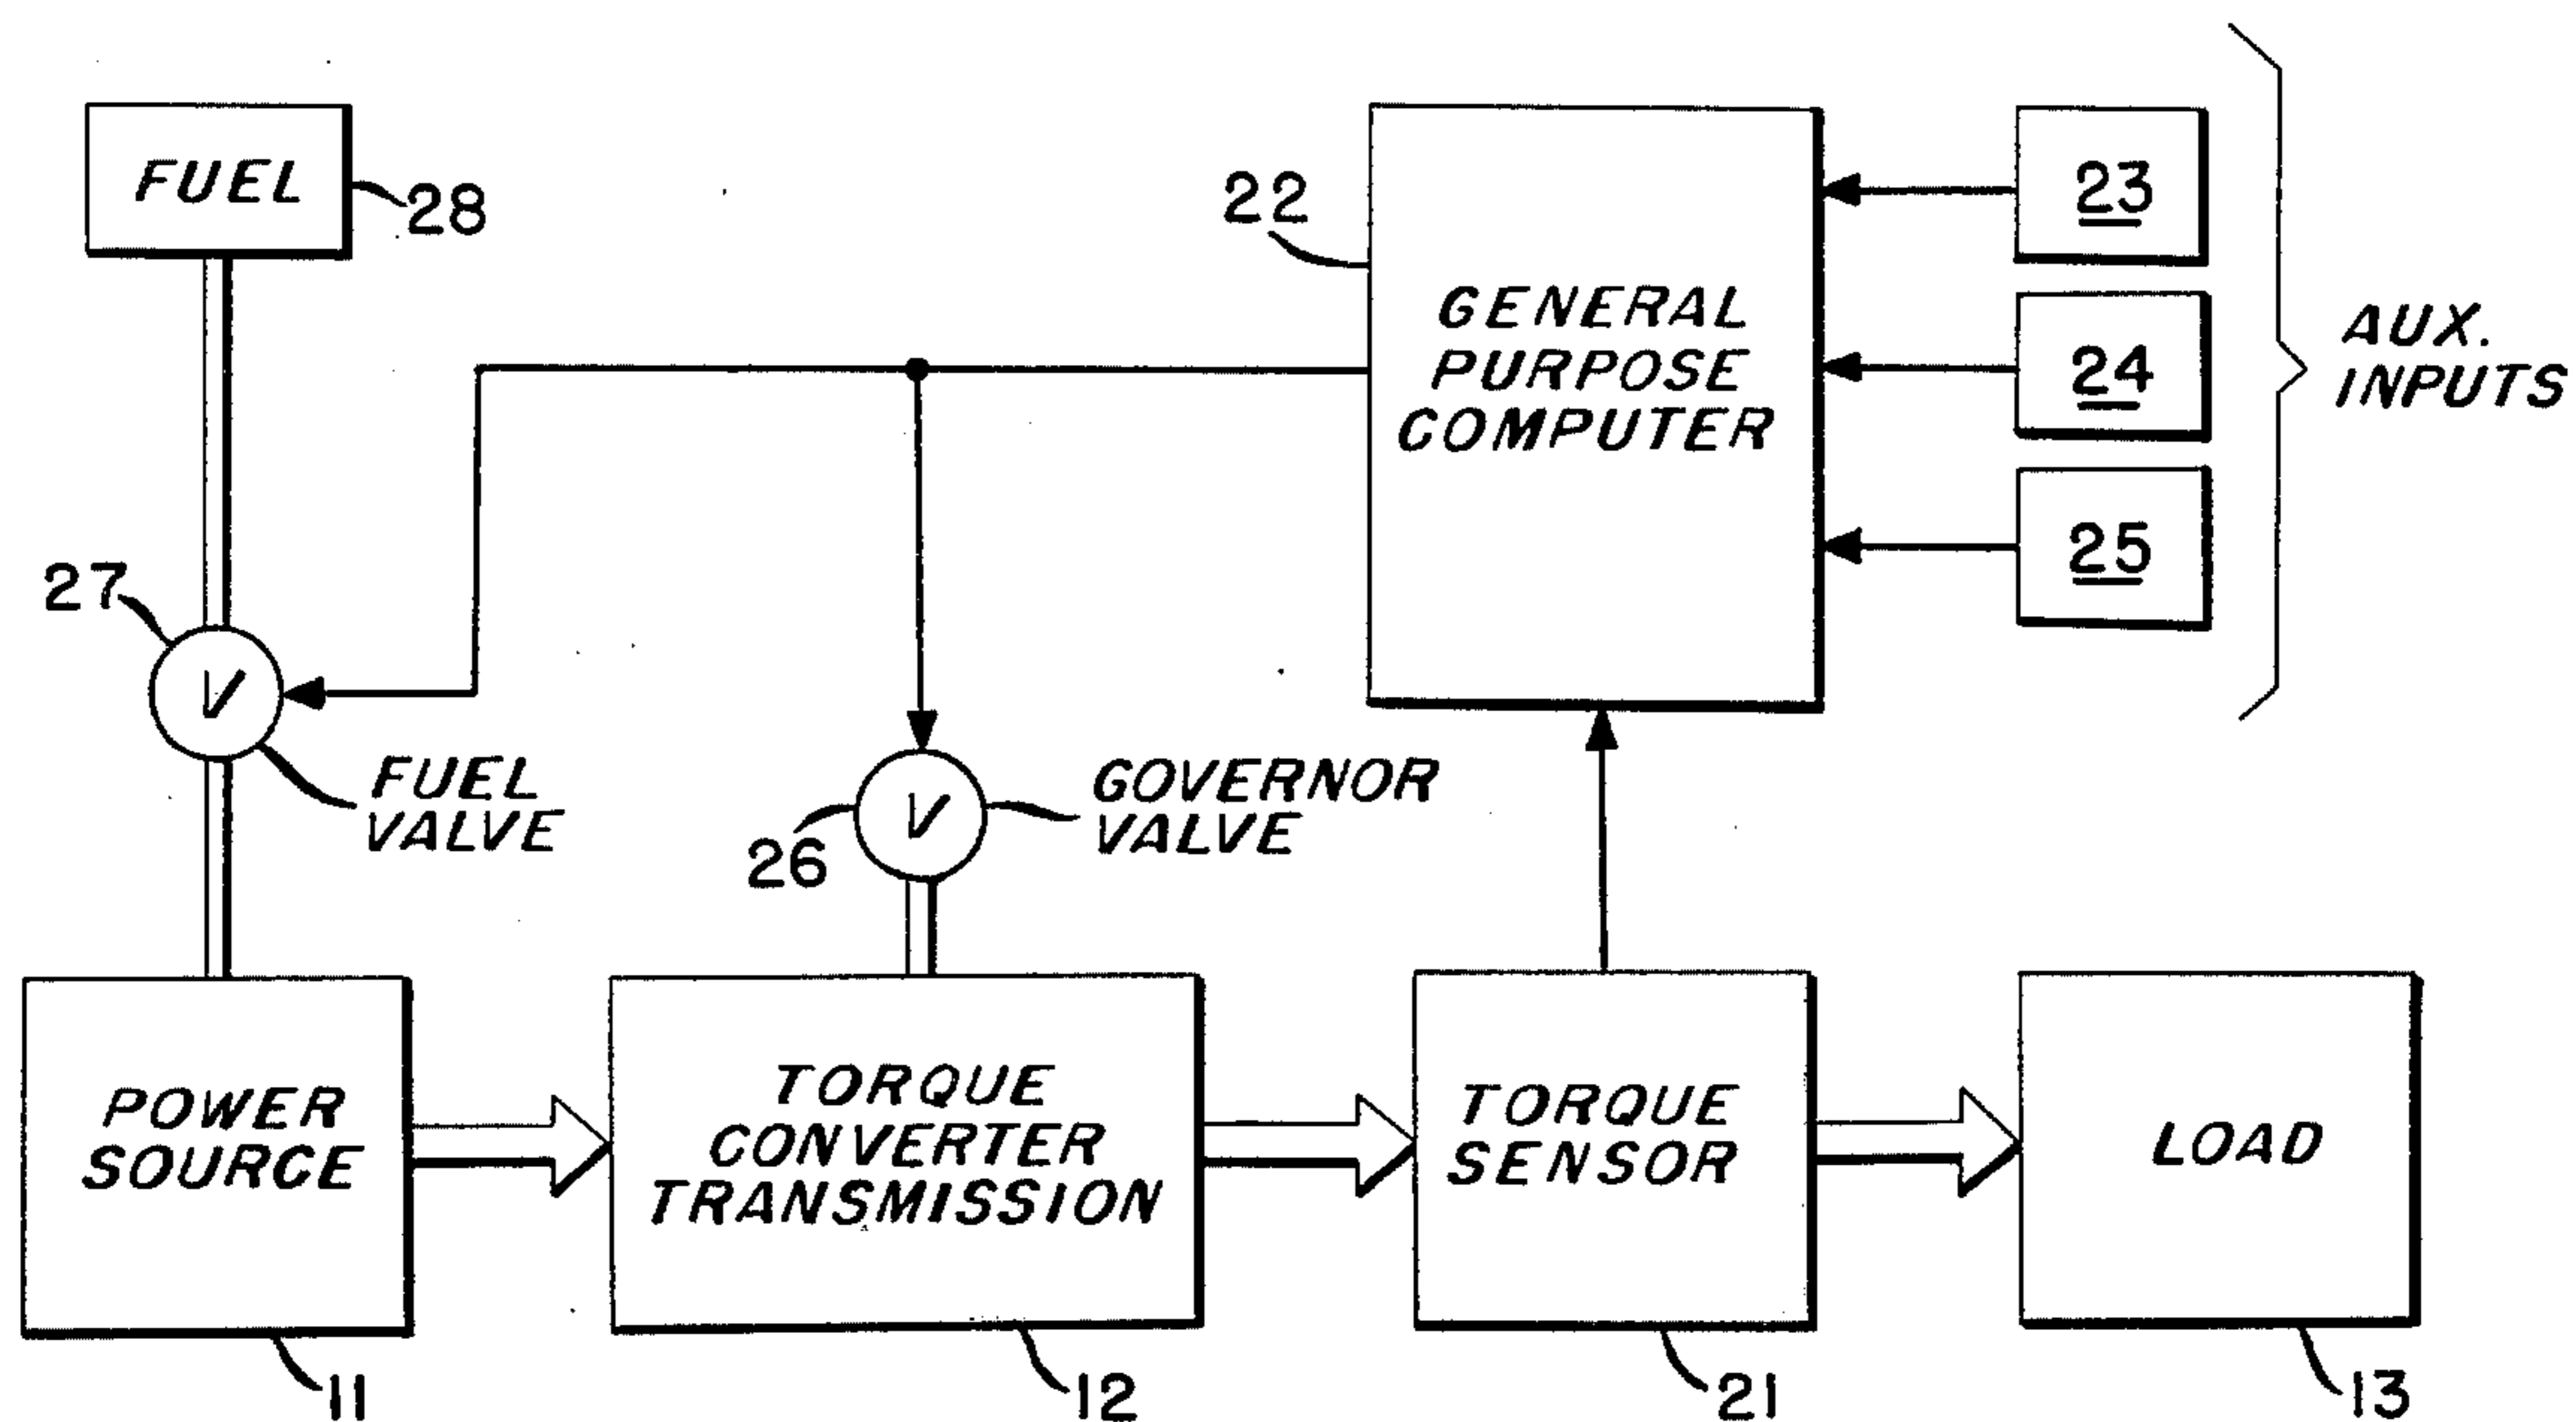 FUEL
28
22
GENERAL
PURPOSE
COMPUTER
23
24
25
AUX.
INPUTS
27
V
FUEL
VALVE
26
V
GOVERNOR
VALVE
POWER
SOURCE
TORQUE
CONVERTER
TRANSMISSION
TORQUE
SENSOR
LOAD
11
12
21
13